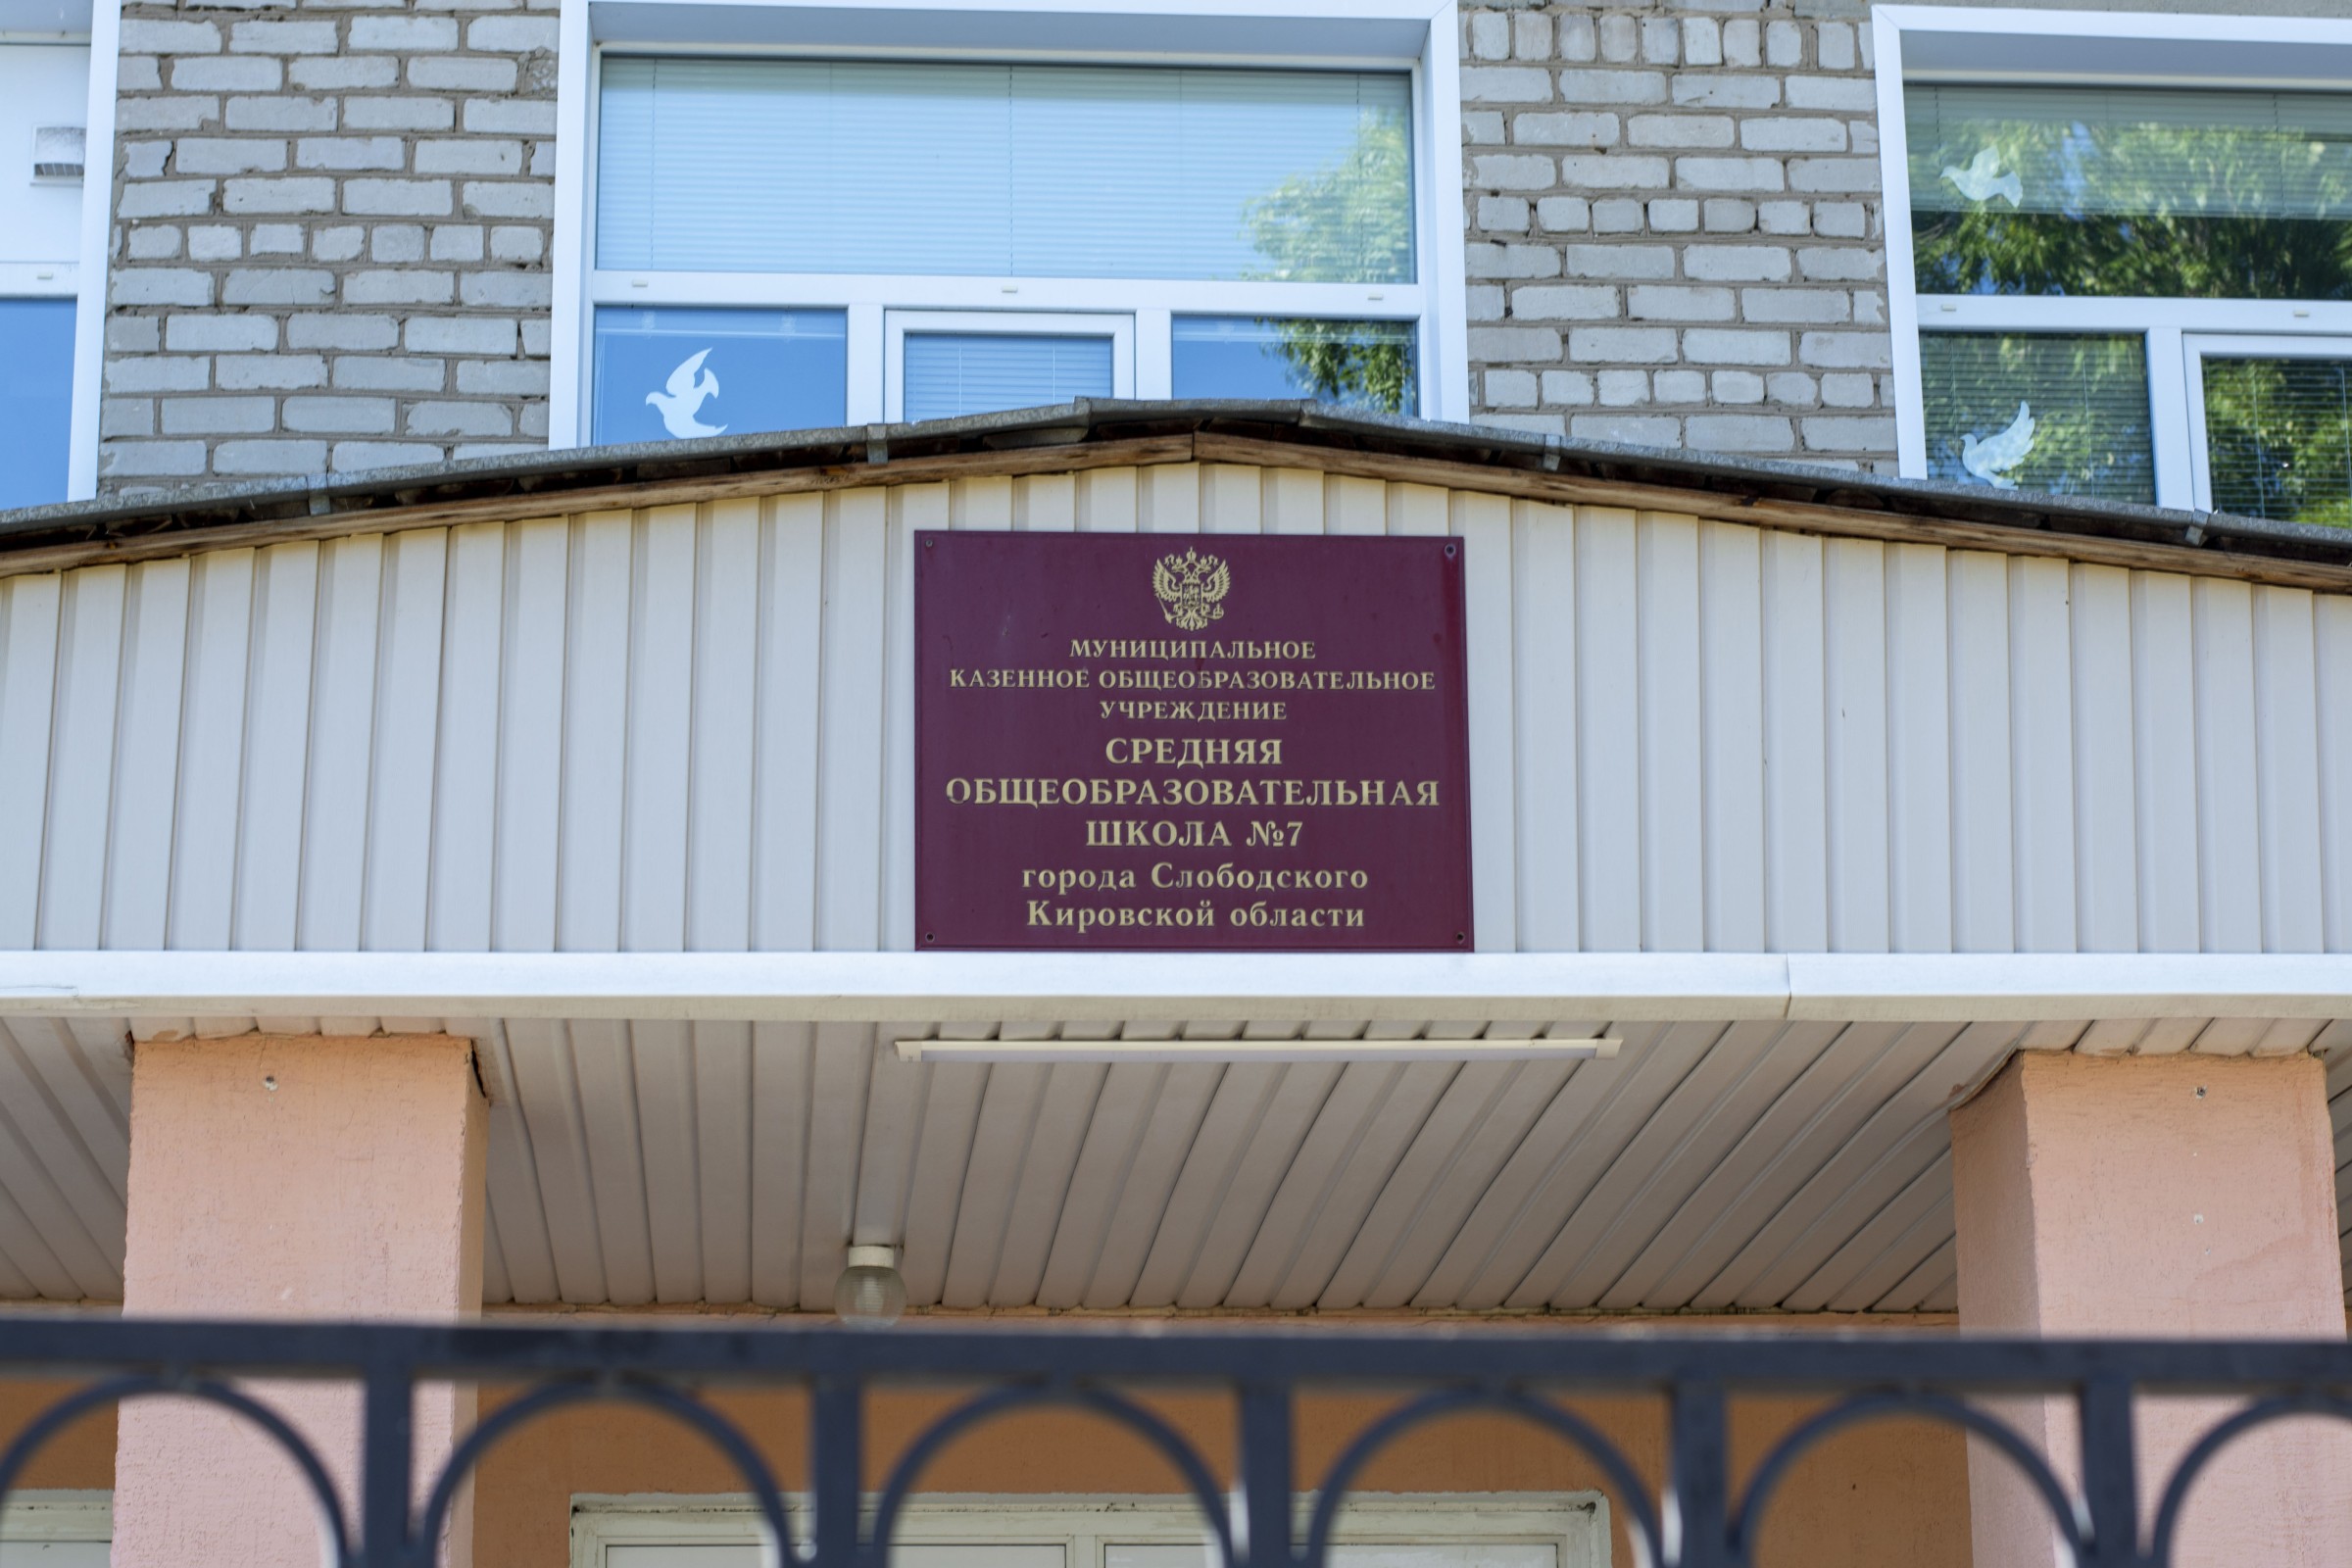 МУНИЦИПАЛЬНОЕ
КАЗЕННОЕ ОБЩЕОБРАЗОВАТЕЛЬНОЕ
УЧРЕЖДЕНИЕ
СРЕДНЯЯ
ОБЩЕОБРАЗОВАТЕЛЬНАЯ
ШКОЛА №7
города Слободского
Кировской области